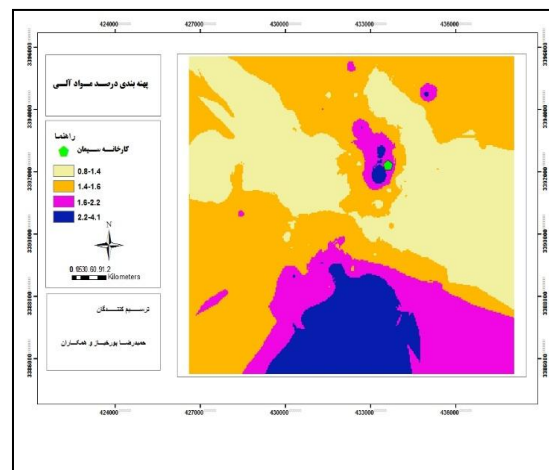 424000 427000 430000 433000 436000
پهنه بندی درصد مواد آلی
راهنما
کارخانه سیمان
0.8-1.4
1.4-1.6
1.6-2.2
2.2-4.1
N
Kilometers
ترسیم کنندگان
حمیدرضا پورخباز و همکاران
424000 427000 430000 433000 436000